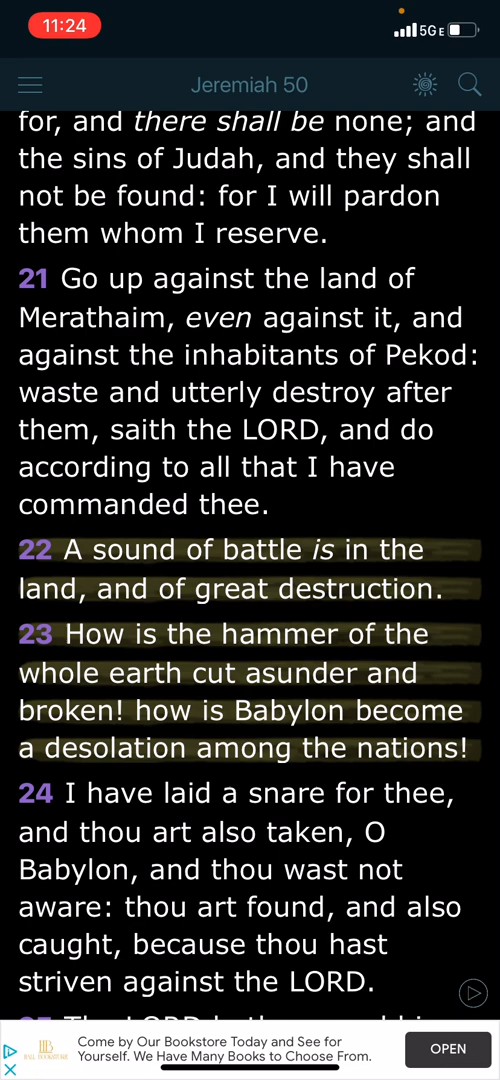 11:24
5GE
Jeremiah 50
for, and there shall be none; and
the sins of Judah, and they shall
not be found: for I will pardon
them whom I reserve.
21 Go up against the land of
Merathaim, even against it, and
against the inhabitants of Pekod:
waste and utterly destroy after
them, saith the LORD, and do
according to all that I have
commanded thee.
22 A sound of battle is in the
land, and of great destruction.
23 How is the hammer of the
whole earth cut asunder and
broken! how is Babylon become
a desolation among the nations!
24 I have laid a snare for thee,
and thou art also taken, O
Babylon, and thou wast not
aware: thou art found, and also
caught, because thou hast
striven against the LORD.
Come by Our Bookstore Today and See for
Yourself. We Have Many Books to Choose From.
OPEN